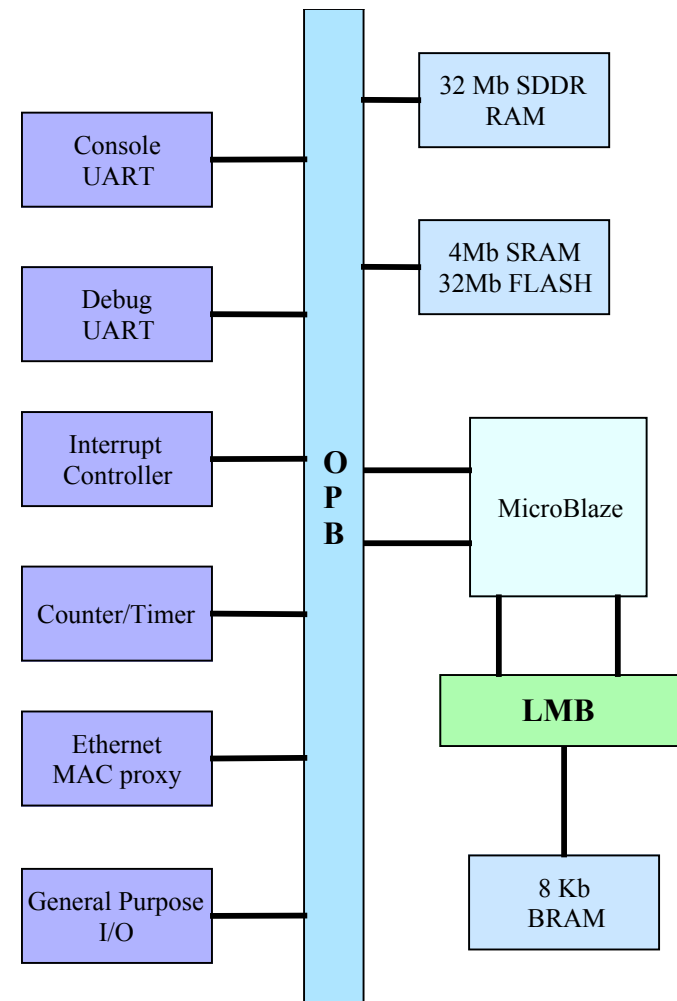 32 Mb SDDR
RAM
Console
UART
4Mb SRAM
32Mb FLASH
Debug
UART
Interrupt
Controller
O
P
B
MicroBlaze
Counter/Timer
LMB
Ethernet
MAC proxy
General Purpose
I/O
8 Kb
BRAM